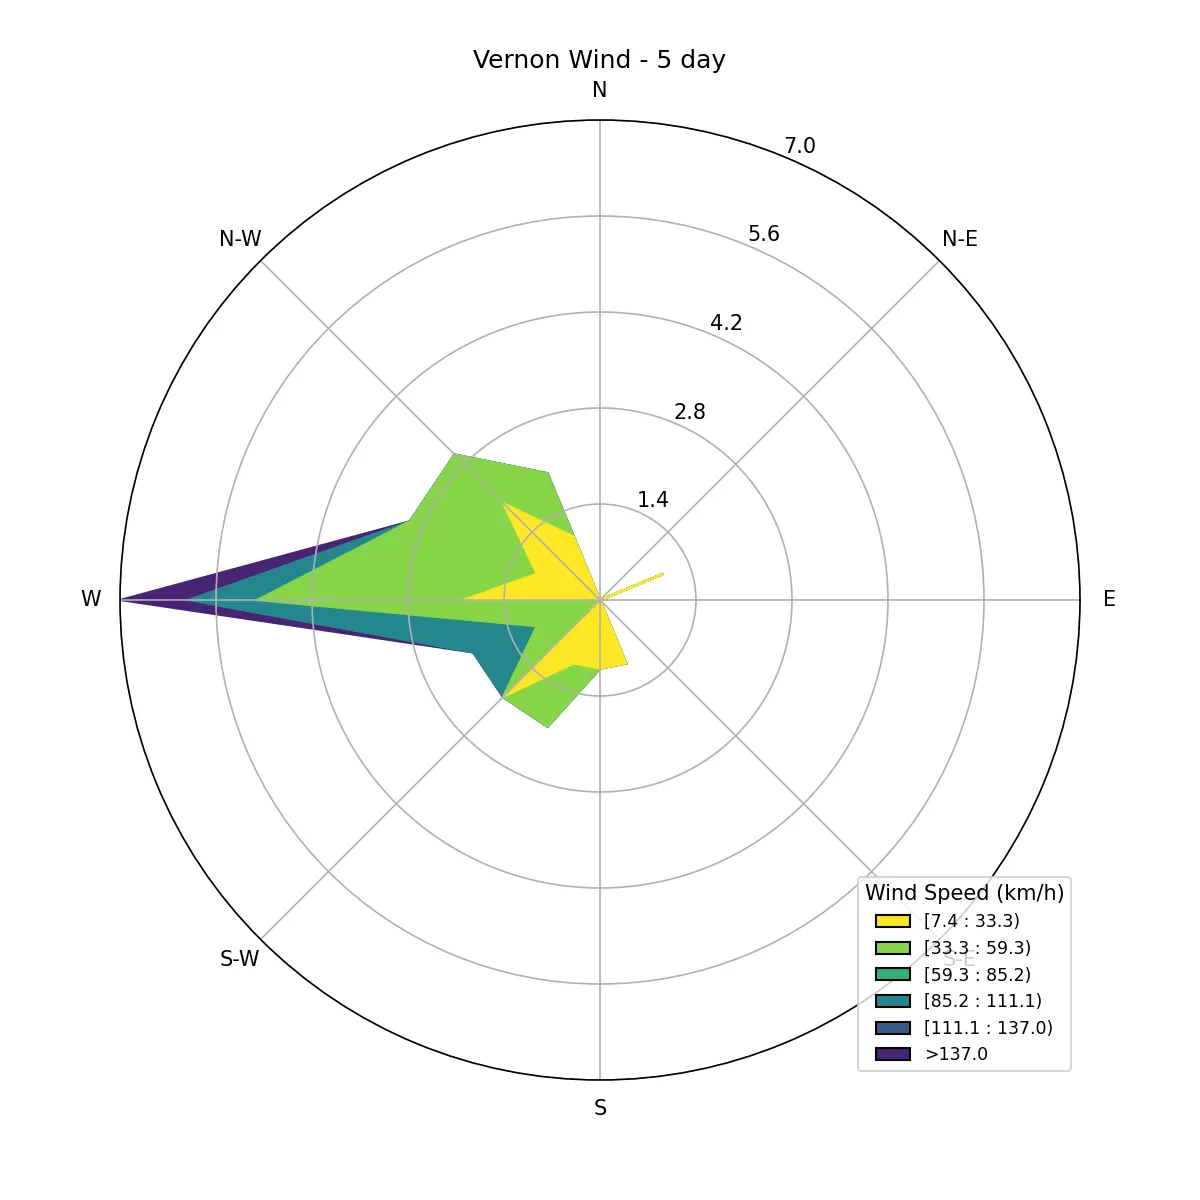 Vernon Wind - 5 day
N
7.0
5.6
N-W
N-E
4.2
2.8
1.4
W
E
Wind Speed (km/h)
[7.4 : 33.3)
[33.3 : 59.3)
S-W
S-E
[59.3 : 85.2)
[85.2 : 111.1)
[111.1 : 137.0)
>137.0
S